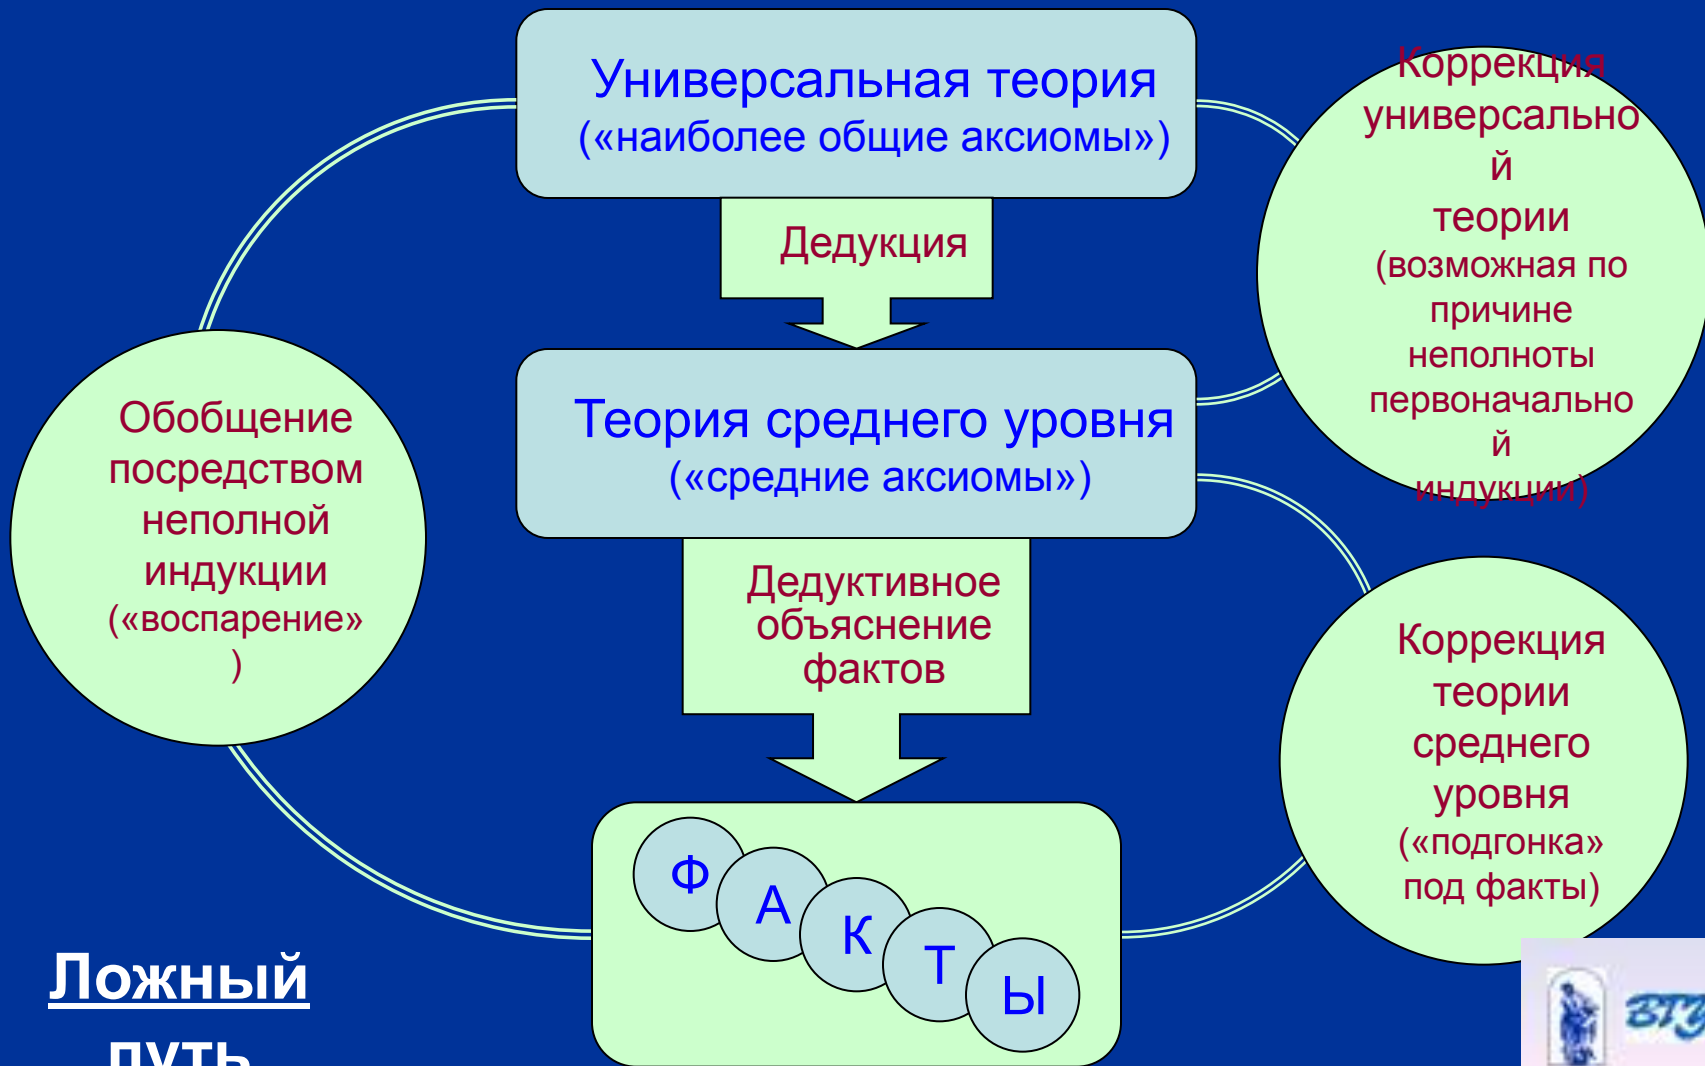 Универсальная теория
(«наиболее общие аксиомы»)
Дедукция
Теория среднего уровня
(«средние аксиомы»)
Дедуктивное
объяснение
фактов
Ф
А
К
Т
Ы
Обобщение
посредством
неполной
индукции
(«воспарение»
)
Коррекция
универсально
й
теории
(возможная по
причине
неполноты
первоначально
й
индукции)
Коррекция
теории
среднего
уровня
(«подгонка»
под факты)
Ложный
путь